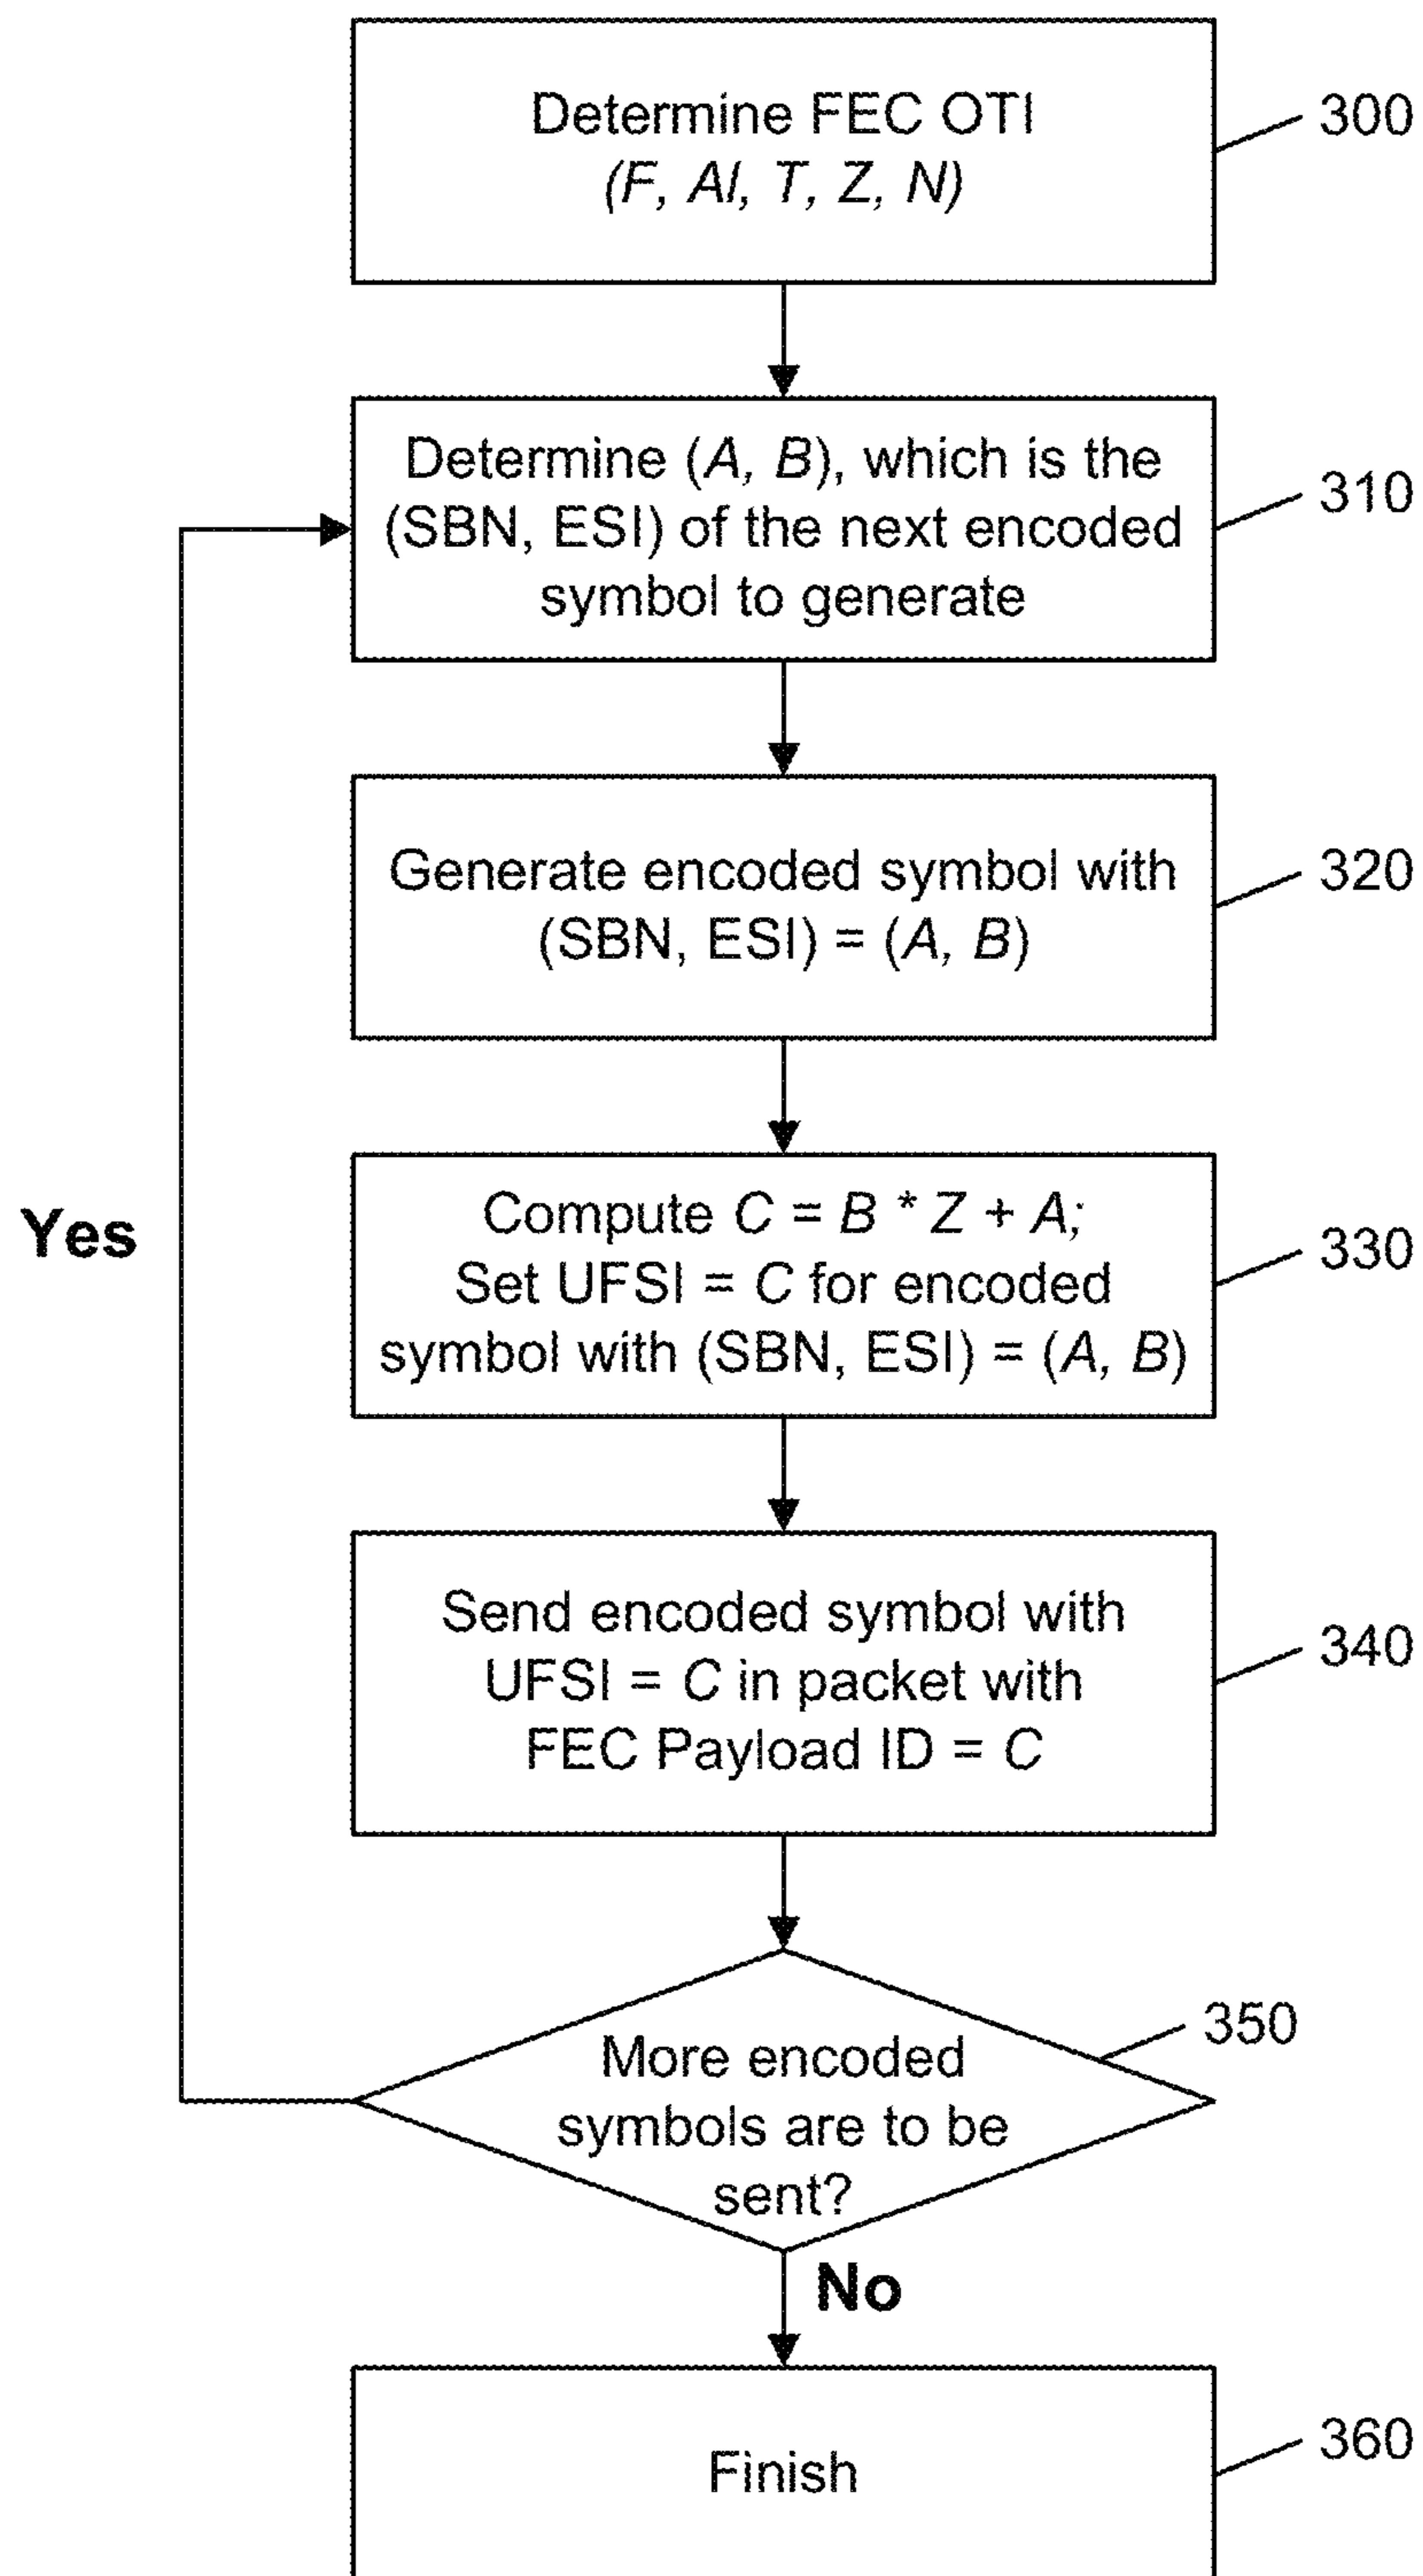 Determine FEC OTI
(F, Al, T, Z, N)
300
Determine (A, B), which is the
(SBN, ESI) of the next encoded
symbol to generate
310
Generate encoded symbol with
(SBN, ESI) = (A, B)
320
Compute C = B * Z + A;
Set UFSI = C for encoded
symbol with (SBN, ESI) = (A, B)
330
Yes
Send encoded symbol with
UFSI = C in packet with
FEC Payload ID = C
340
More encoded
symbols are to be
sent?
350
No
Finish
360